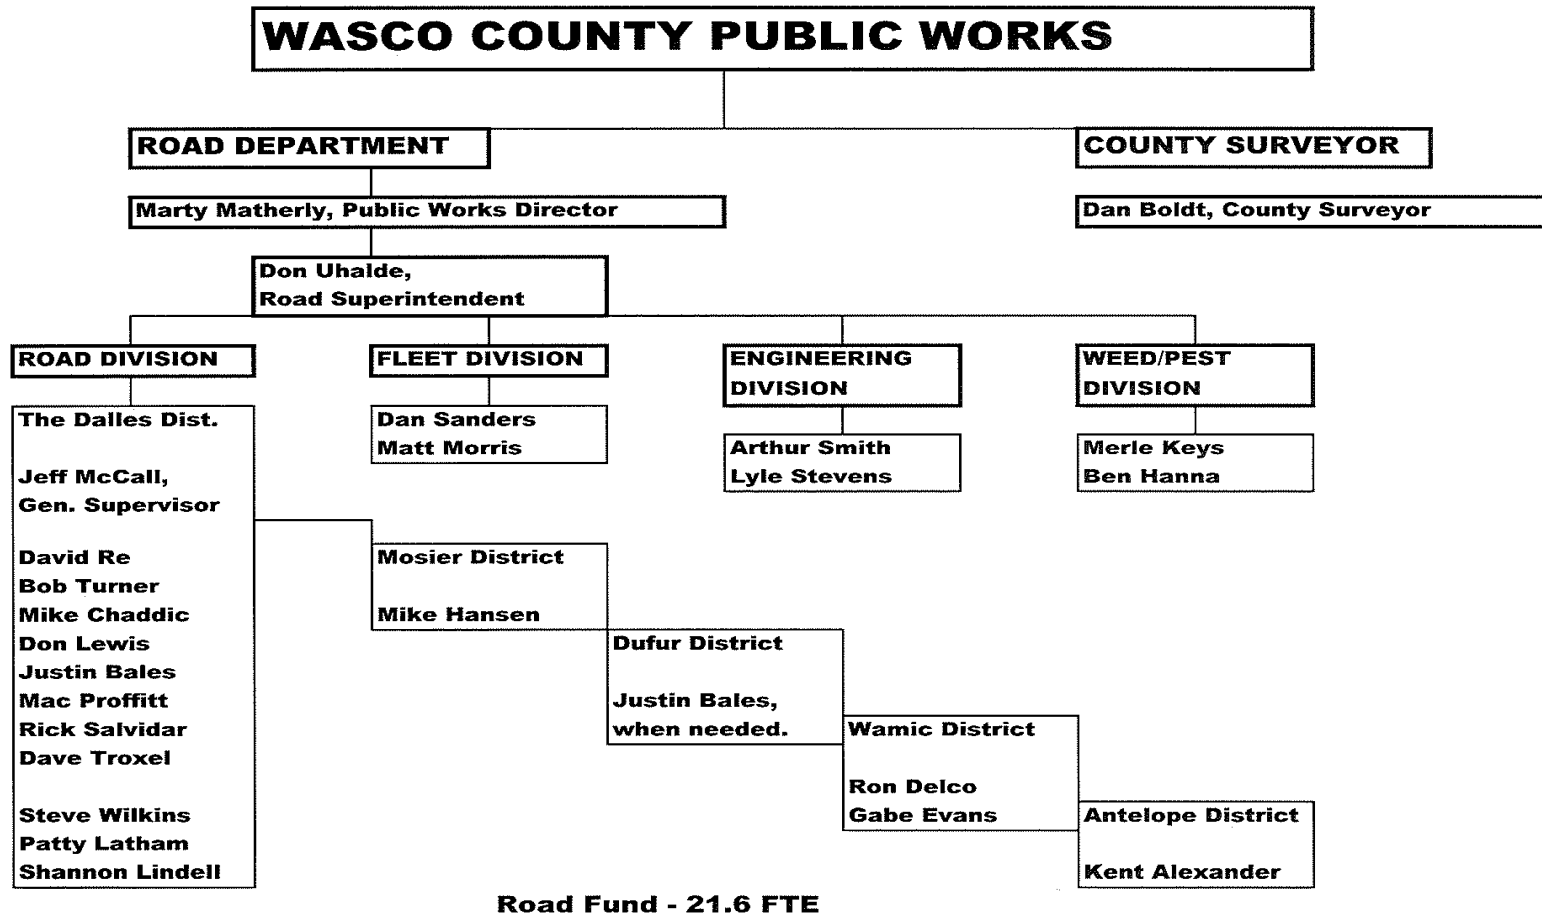 WASCO COUNTY PUBLIC WORKS
ROAD DEPARTMENT
COUNTY SURVEYOR
Marty Matherly, Public Works Director
Dan Boldt, County Surveyor
Don Uhalde,
Road Superintendent
ROAD DIVISION
FLEET DIVISION
ENGINEERING
DIVISION
WEED/PEST
DIVISION
The Dalles Dist.
Jeff McCall,
Gen. Supervisor
David Re
Bob Turner
Mike Chaddic
Don Lewis
Justin Bales
Mac Proffitt
Rick Salvidar
Dave Troxel
Steve Wilkins
Patty Latham
Shannon Lindell
Dan Sanders
Matt Morris
Arthur Smith
Lyle Stevens
Merle Keys
Ben Hanna
Mosier District
Mike Hansen
Dufur District
Justin Bales,
when needed.
Wamic District
Ron Delco
Gabe Evans
Antelope District
Kent Alexander
Road Fund - 21.6 FTE